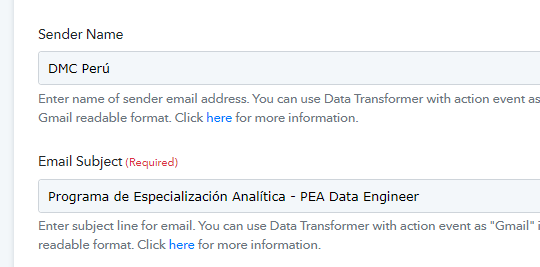 Sender Name
DMC Perú
Enter name of sender email address. You can use Data Transformer with action event as
Gmail readable format. Click here for more information.
Email Subject (Required)
Programa de Especialización Analítica - PEA Data Engineer
Enter subject line for email. You can use Data Transformer with action event as "Gmail" i
readable format. Click here for more information.